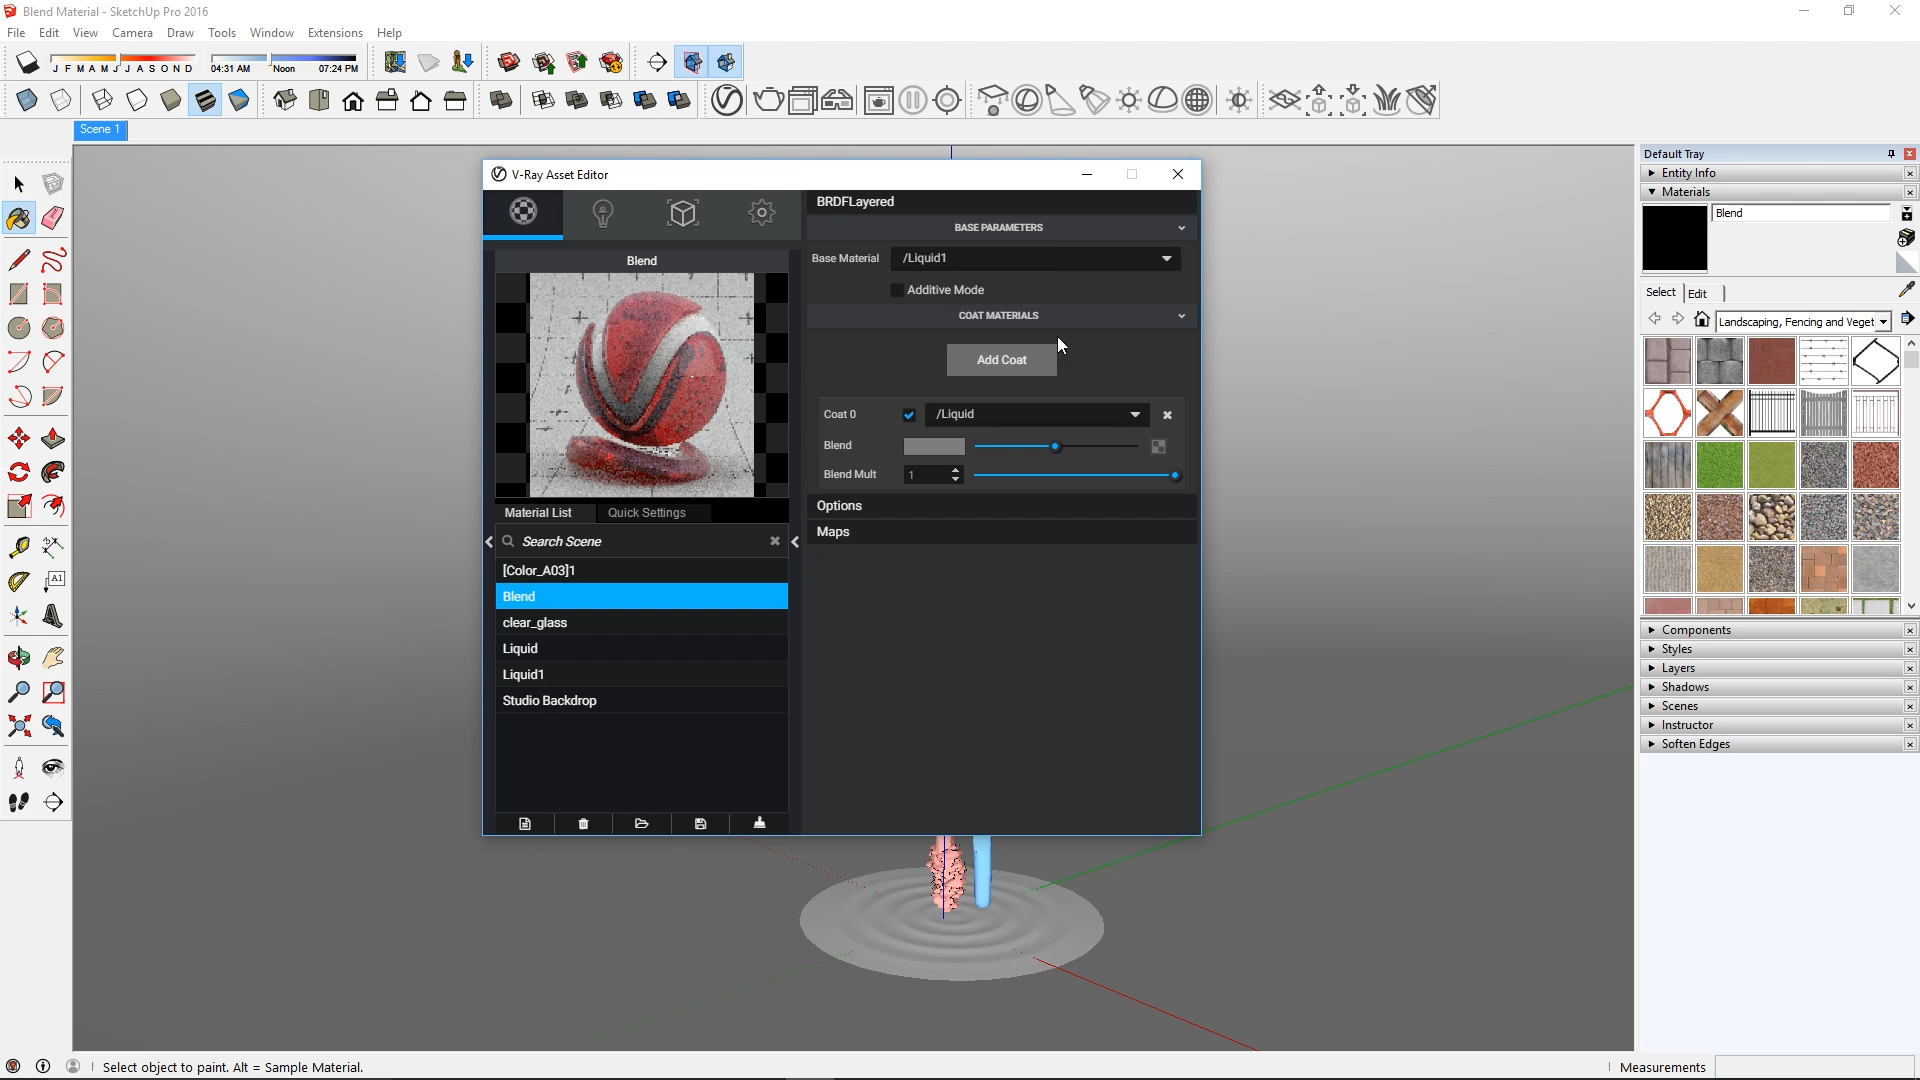 Blend Material - SketchUp Pro 2016
File Edit View Camera Draw Tools Window Extensions Help
J F M A M J J A S O N D
04:31 AM Noon 07:24 PM
Scene 1
V-Ray Asset Editor
Blend
Material List
Quick Settings
Search Scene
[Color_A03]1
Blend
clear_glass
Liquid
Liquid1
Studio Backdrop
BRDFLayered
BASE PARAMETERS
Base Material /Liquid1
Additive Mode
COAT MATERIALS
Add Coat
Coat 0 /Liquid
Blend
Blend Mult 1
Options
Maps
Default Tray
Entity Info
Materials
Blend
Select Edit
Landscaping, Fencing and Veget
Components
Styles
Layers
Shadows
Scenes
Instructor
Soften Edges
A1
Select object to paint. Alt = Sample Material.
Measurements